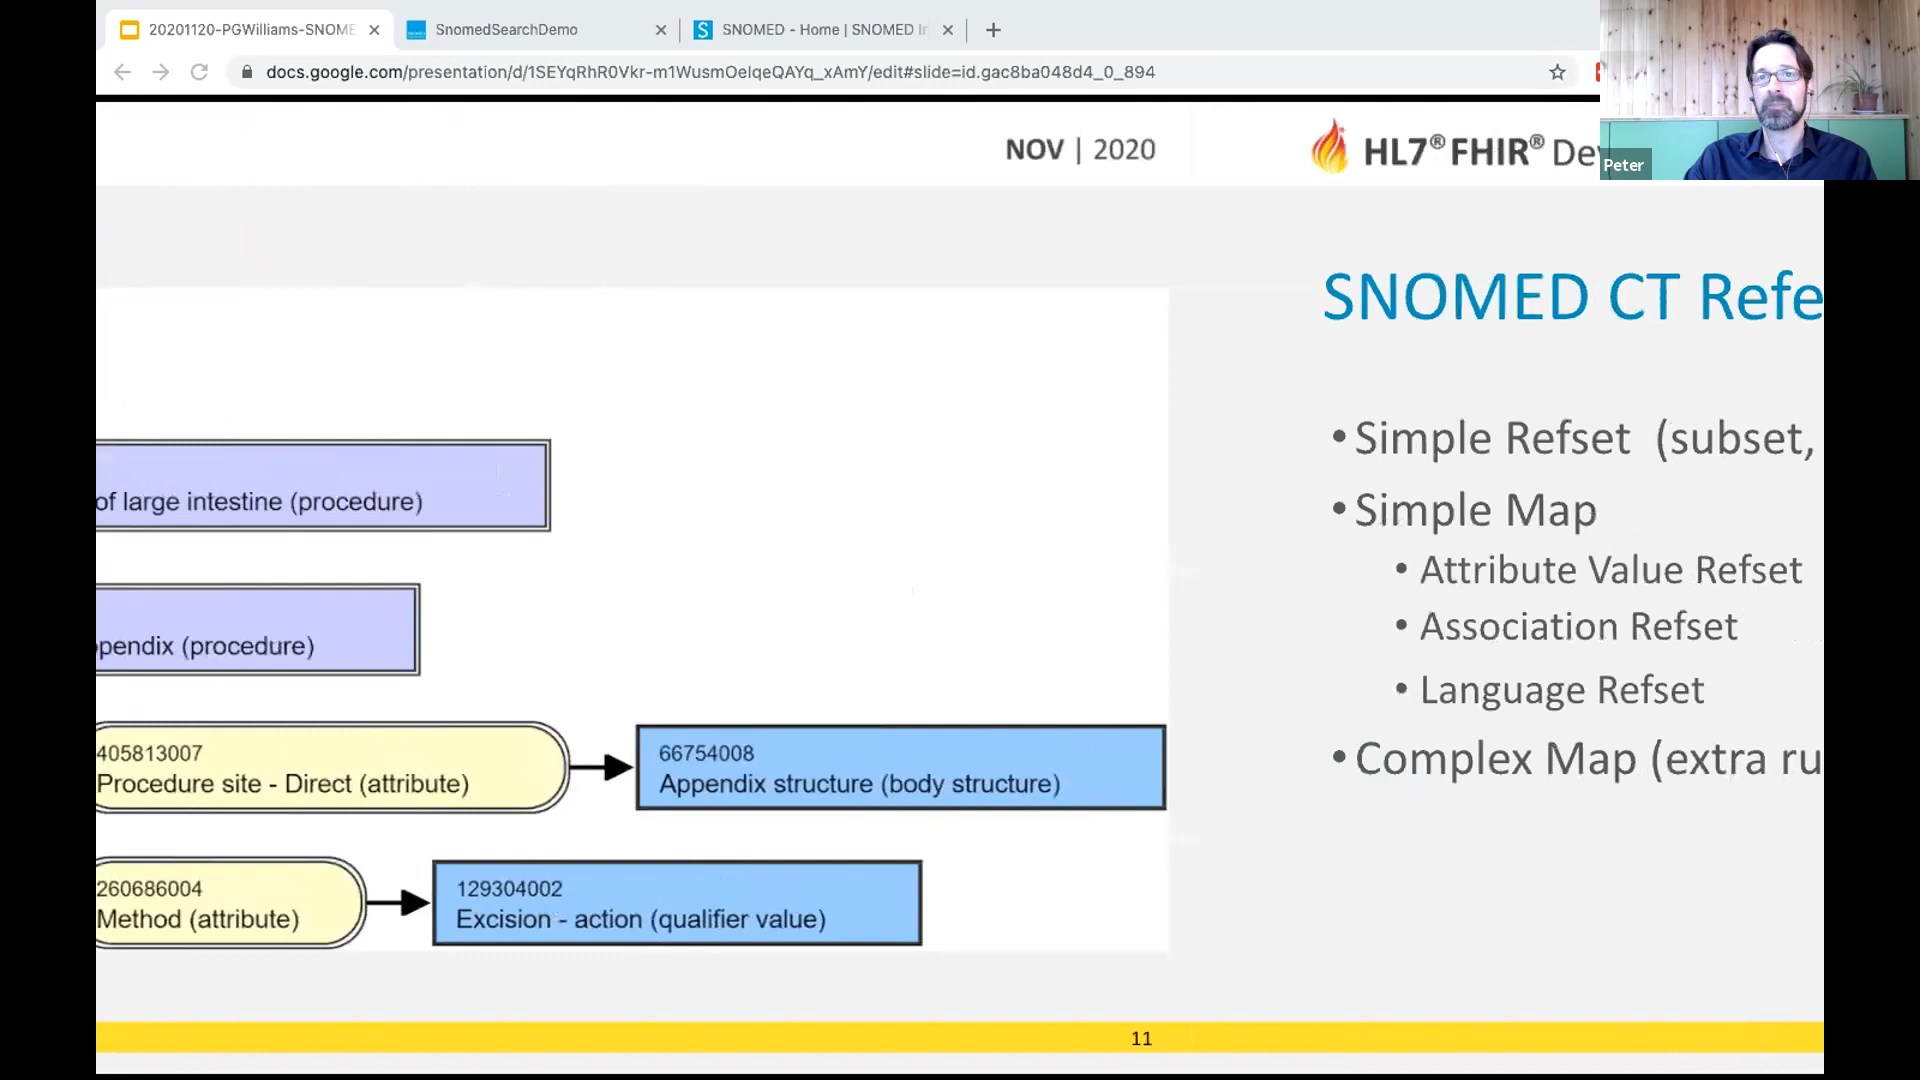 20201120-PGWilliams-SNOME
SnomedSearchDemo
SNOMED - Home | SNOMED In
docs.google.com/presentation/d/1SEYqRhR0Vkr-m1WusmOelqeQAYq_xAmY/edit#slide=id.gac8ba048d4_0_894
Peter
NOV | 2020
HL7® FHIR® Dev
SNOMED CT Refe
of large intestine (procedure)
ppendix (procedure)
405813007
Procedure site - Direct (attribute)
66754008
Appendix structure (body structure)
260686004
Method (attribute)
129304002
Excision - action (qualifier value)
• Simple Refset (subset,
• Simple Map
• Attribute Value Refset
• Association Refset
• Language Refset
• Complex Map (extra ru
11